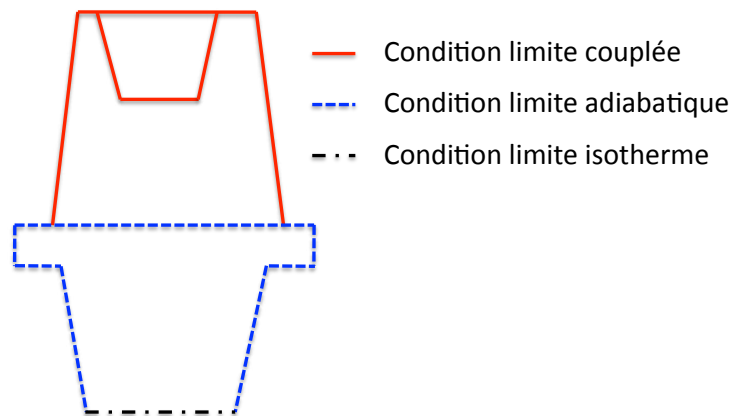 Condition limite couplée
Condition limite adiabatique
Condition limite isotherme